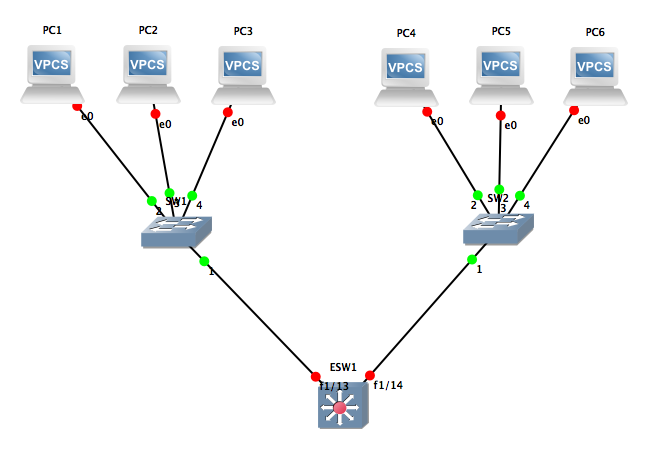 PC1
PC2
PC3
PC4
PC5
PC6
VPCS
VPCS
VPCS
VPCS
VPCS
VPCS
e0
e0
e0
e0
e0
e0
SW1
2
3
4
SW2
2
3
4
1
1
ESW1
f1/13
f1/14